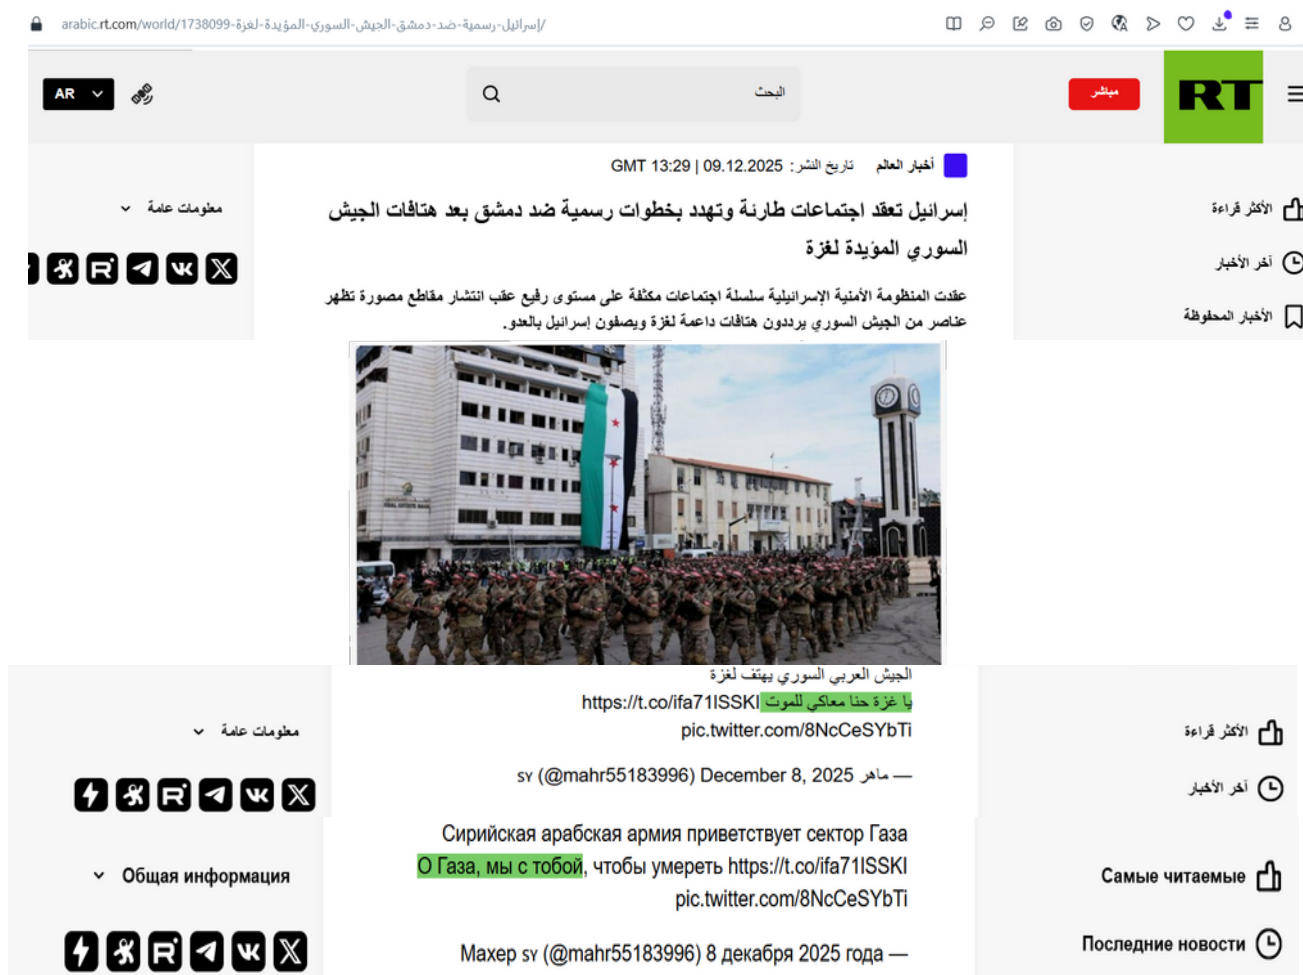 arabic.rt.com/world/1738099-إسرائيل-رسمية-ضد-دمشق-الجيش-السوري-المؤيدة-لغزة/
AR
البحث
مباشر
RT
أخبار العالم
تاريخ النشر: 09.12.2025 | 13:29 GMT
إسرائيل تعقد اجتماعات طارئة وتهدد بخطوات رسمية ضد دمشق بعد هتافات الجيش
السوري المؤيدة لغزة
عقدت المنظومة الأمنية الإسرائيلية سلسلة اجتماعات مكثفة على مستوى رفيع عقب انتشار مقاطع مصورة تظهر
عناصر من الجيش السوري يرددون هتافات داعمة لغزة ويصفون إسرائيل بالعدو.
معلومات عامة
الأكثر قراءة
آخر الأخبار
الأخبار المحفوظة
الجيش العربي السوري يهتف لغزة
يا غزة حنا معاكي للموت https://t.co/ifa71lSSKI
pic.twitter.com/8NcCeSYbTi
— ماهر sy (@mahr55183996) December 8, 2025
معلومات عامة
الأكثر قراءة
آخر الأخبار
Сирийская арабская армия приветствует сектор Газа
О Газа, мы с тобой, чтобы умереть https://t.co/ifa71lSSKI
pic.twitter.com/8NcCeSYbTi
Махер sy (@mahr55183996) 8 декабря 2025 года —
Общая информация
Самые читаемые
Последние новости